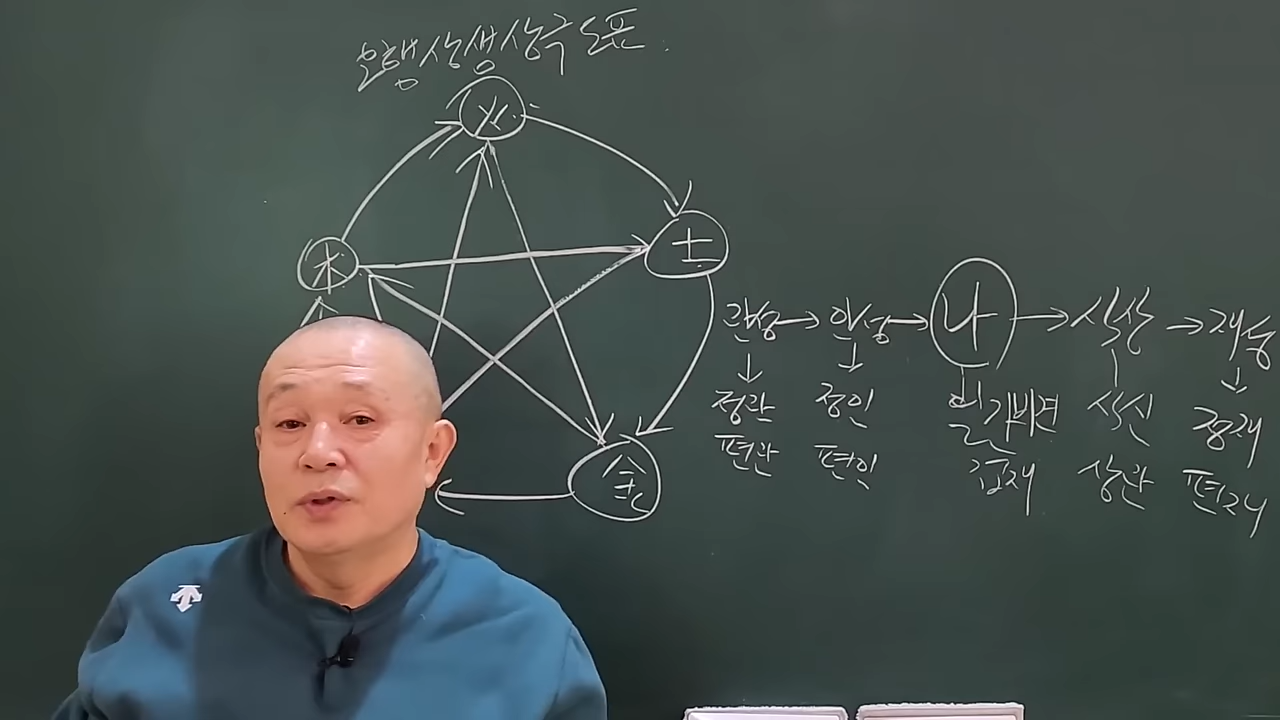 오행상생상극도표.
火
木
土
金
관성→인성→나→식상→재성
정관 정인 일간비견 식신 정재
편관 편인 겁재 상관 편재